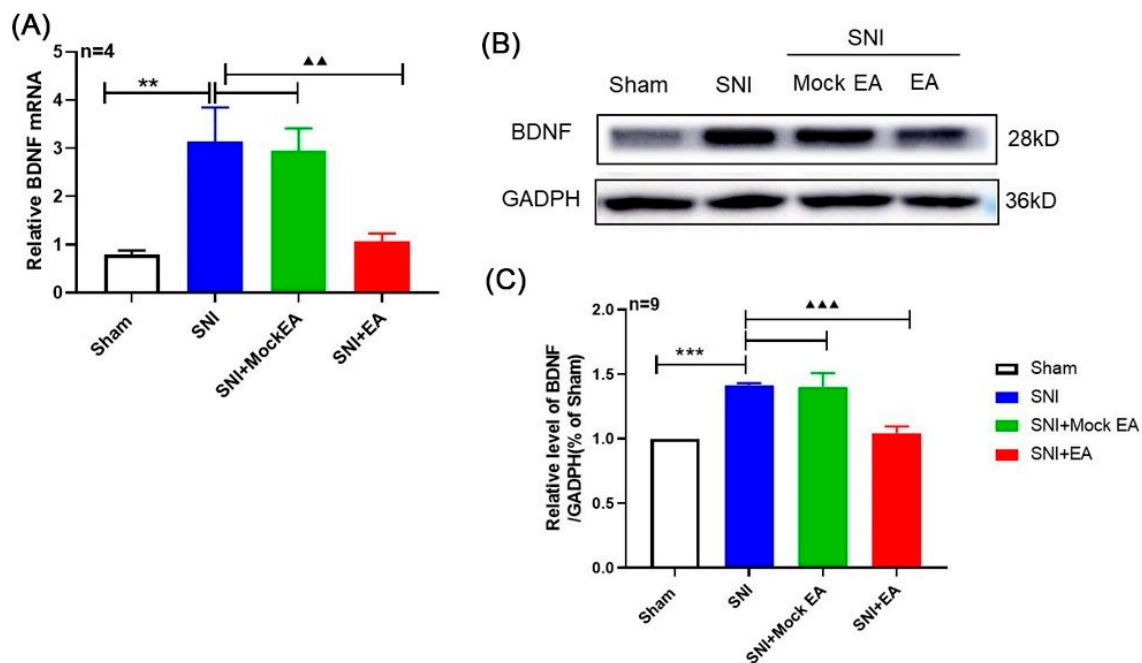 (A)
n=4
Relative BDNF mRNA
5
4
3
2
1
0
**
▲▲
Sham
SNI
SNI+MockEA
SNI+EA
(B)
SNI
Sham SNI Mock EA EA
BDNF 28kD
GADPH 36kD
(C)
n=9
Relative level of BDNF
/GADPH(% of Sham)
2.0
1.5
1.0
0.5
0.0
***
▲▲▲
Sham
SNI
SNI+Mock EA
SNI+EA
Sham
SNI
SNI+Mock EA
SNI+EA